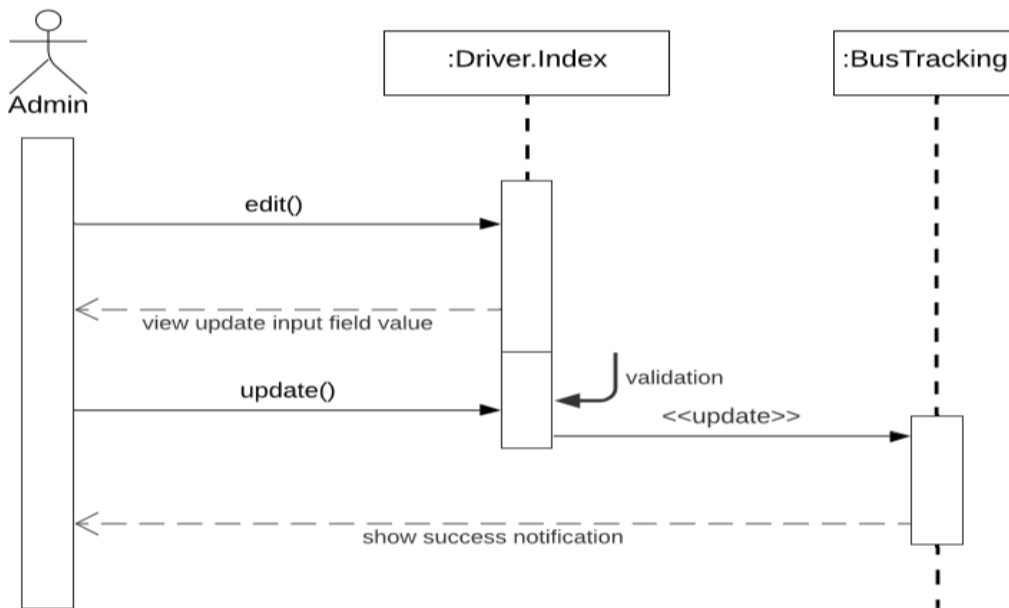 :Driver.Index
:BusTracking
Admin
edit()
view update input field value
update()
validation
<<update>>
show success notification